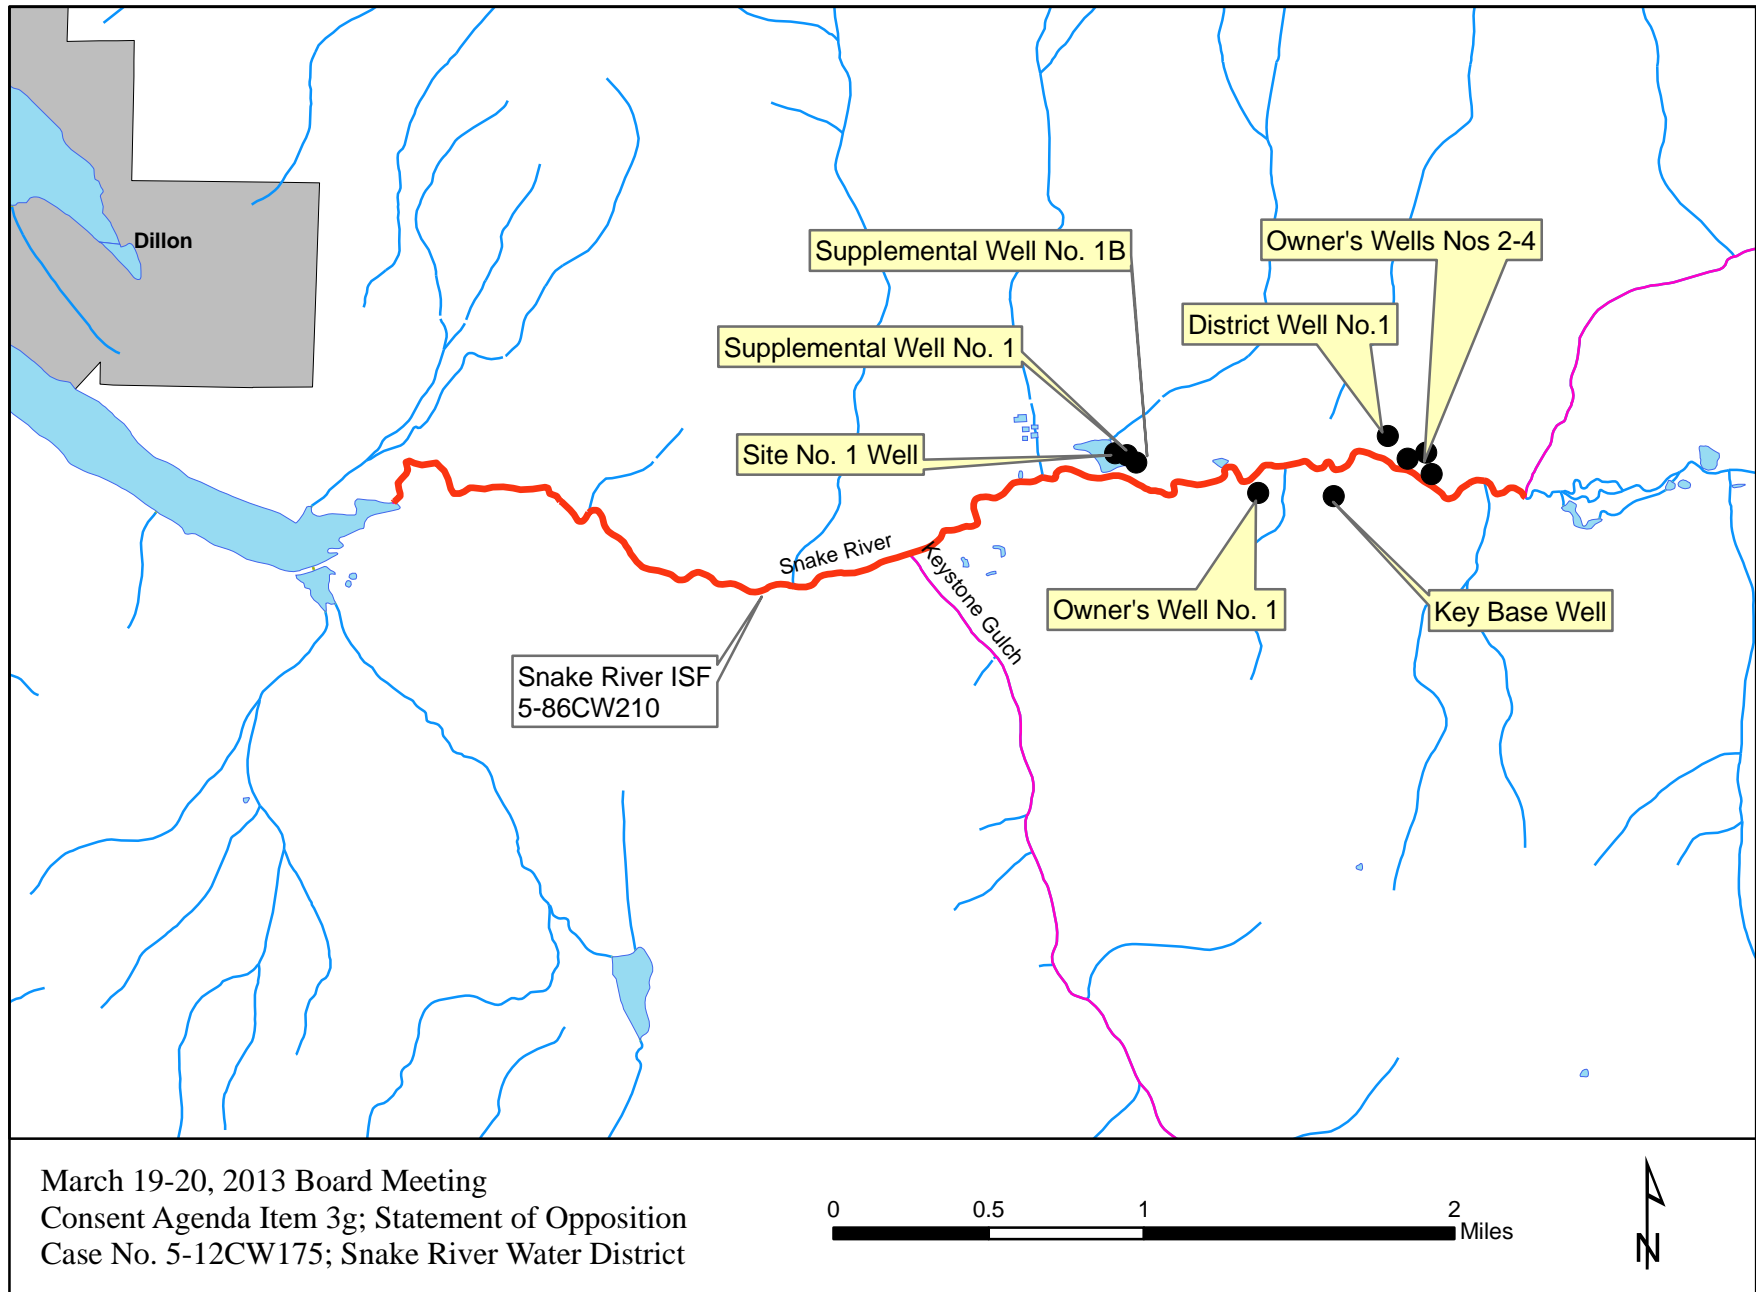 Dillon
Supplemental Well No. 1B
Owner's Wells Nos 2-4
District Well No.1
Supplemental Well No. 1
Site No. 1 Well
Snake River
Keystone Gulch
Owner's Well No. 1
Key Base Well
Snake River ISF
5-86CW210
March 19-20, 2013 Board Meeting
Consent Agenda Item 3g; Statement of Opposition
Case No. 5-12CW175; Snake River Water District
0 0.5 1 2
Miles
N